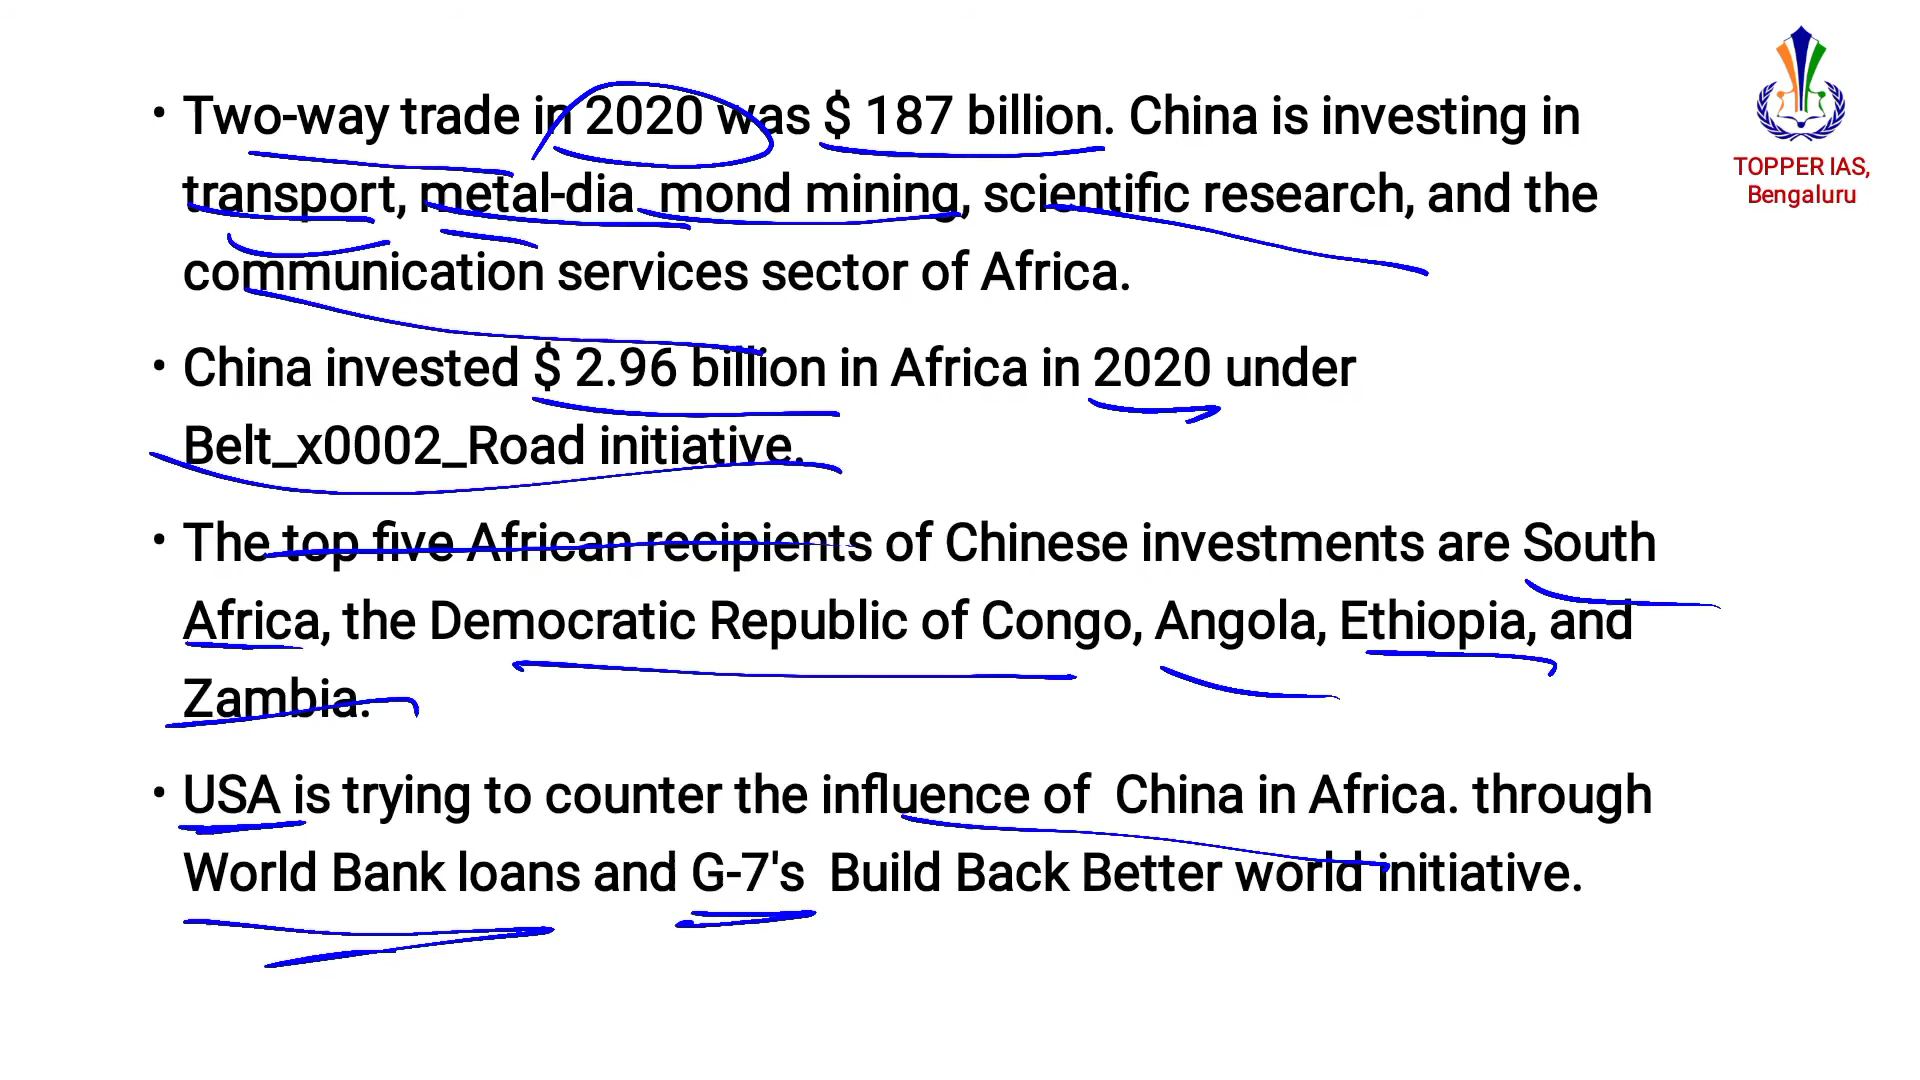 • Two-way trade in 2020 was $ 187 billion. China is investing in
transport, metal-dia mond mining, scientific research, and the
communication services sector of Africa.
• China invested $ 2.96 billion in Africa in 2020 under
Belt_x0002_Road initiative.
• The top five African recipients of Chinese investments are South
Africa, the Democratic Republic of Congo, Angola, Ethiopia, and
Zambia.
• USA is trying to counter the influence of China in Africa. through
World Bank loans and G-7's Build Back Better world initiative.
TOPPER IAS,
Bengaluru